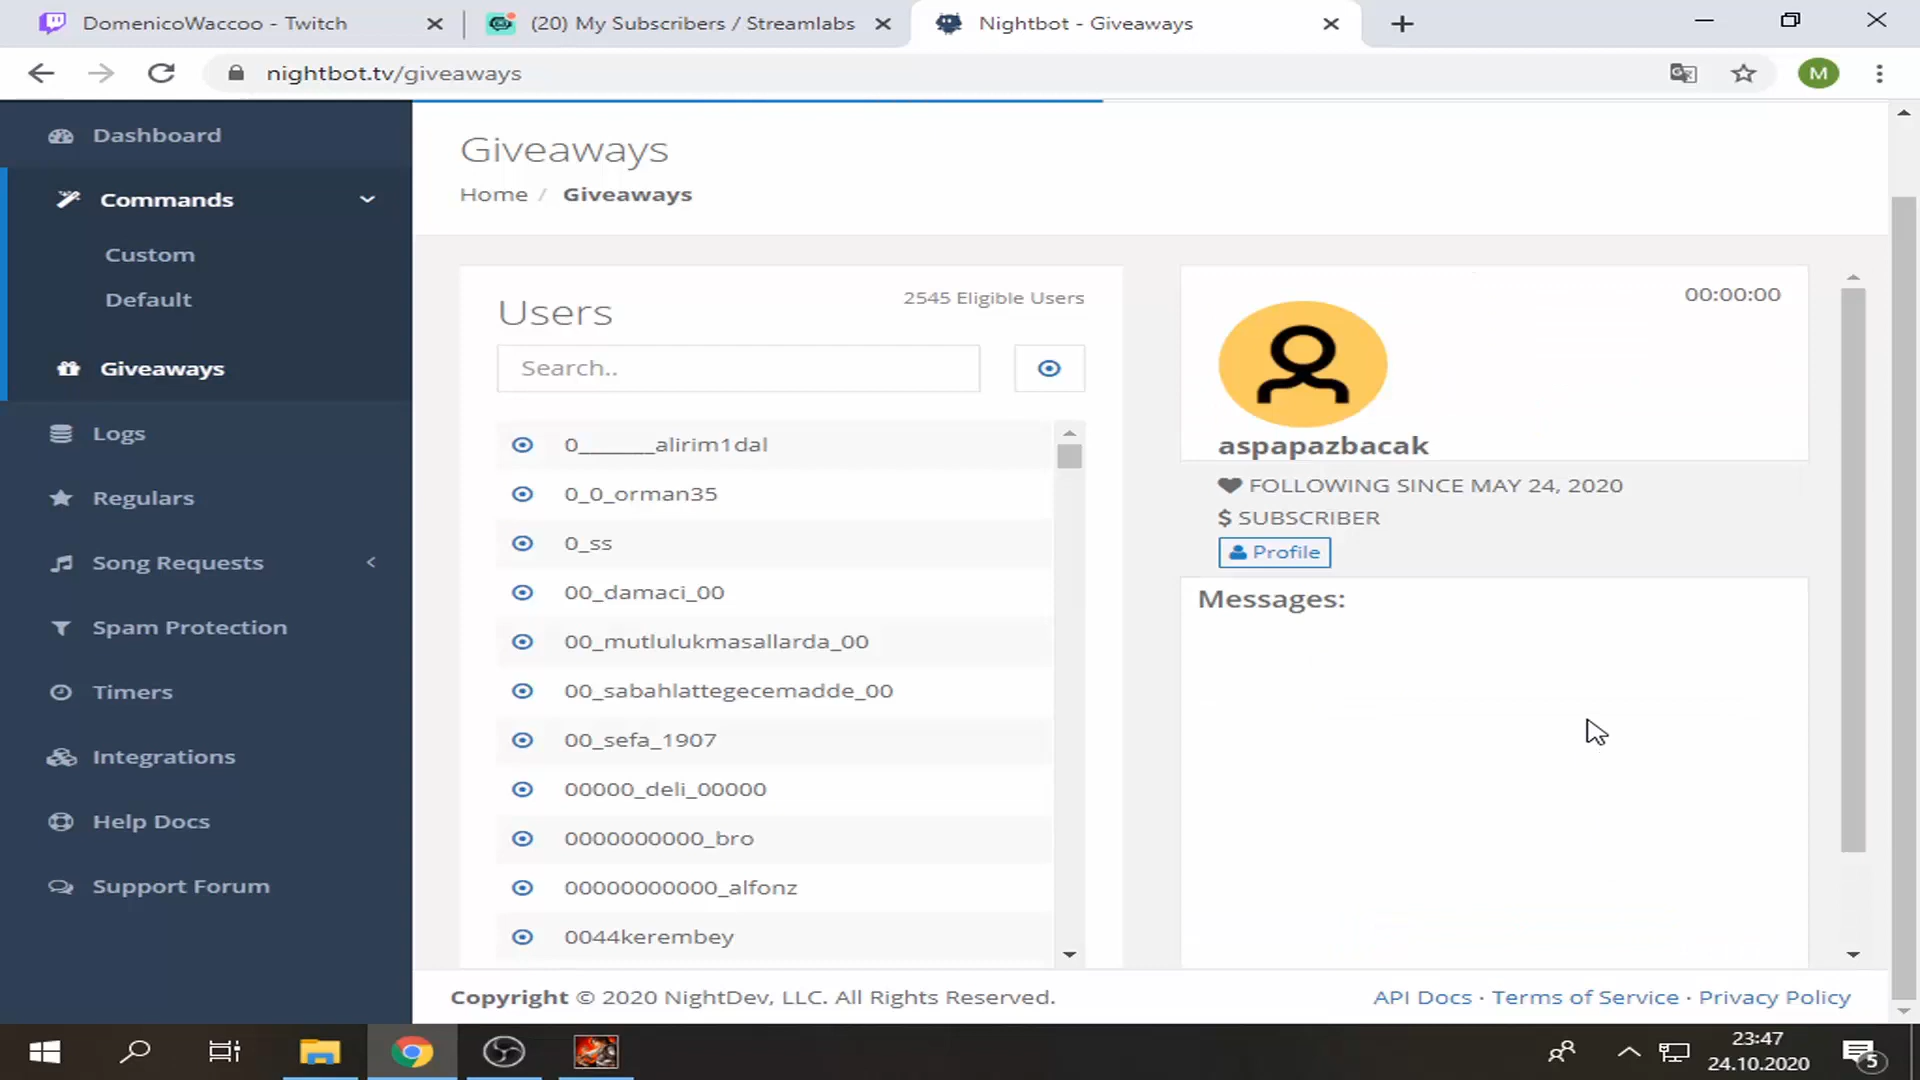 DomenicoWaccoo - Twitch
(20) My Subscribers / Streamlabs
Nightbot - Giveaways
nightbot.tv/giveaways
M
Dashboard
Commands
Custom
Default
Giveaways
Logs
Regulars
Song Requests
Spam Protection
Timers
Integrations
Help Docs
Support Forum
Giveaways
Home / Giveaways
Users
2545 Eligible Users
Search..
0______alirim1dal
0_0_orman35
0_ss
00_damaci_00
00_mutlulukmasallarda_00
00_sabahlattegecemadde_00
00_sefa_1907
00000_deli_00000
0000000000_bro
00000000000_alfonz
0044kerembey
00:00:00
aspapazbacak
FOLLOWING SINCE MAY 24, 2020
$ SUBSCRIBER
Profile
Messages:
Copyright © 2020 NightDev, LLC. All Rights Reserved.
API Docs · Terms of Service · Privacy Policy
23:47
24.10.2020
5